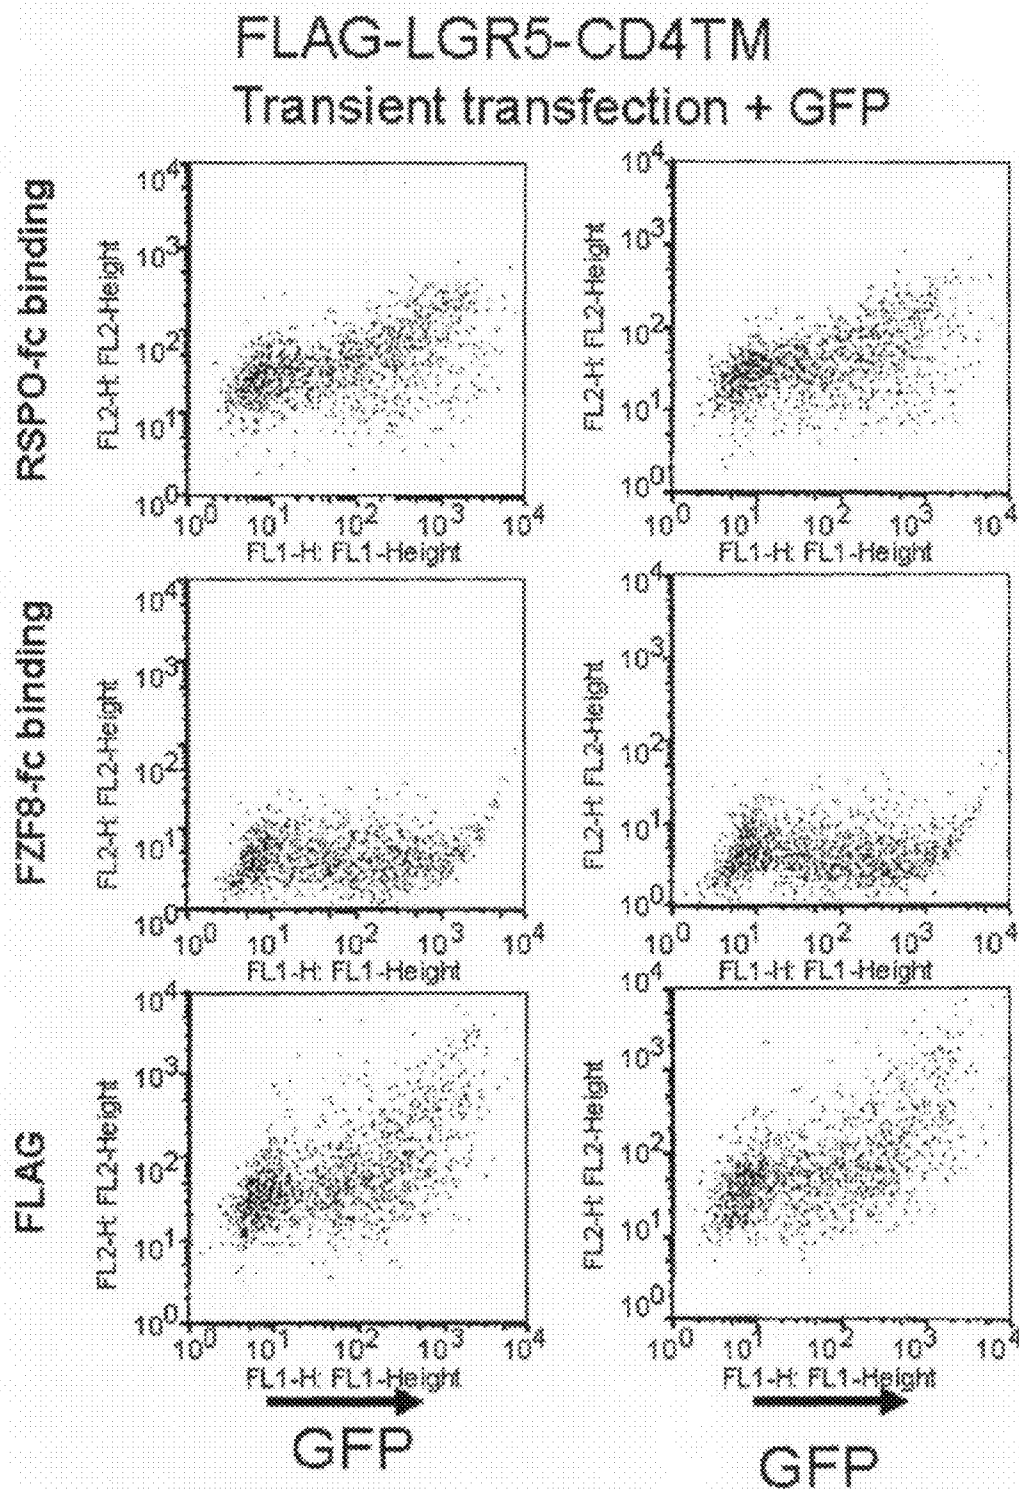 FLAG-LGR5-CD4TM
Transient transfection + GFP
RSPO-fc binding
FL2-H: FL2-Height
10^4
10^3
10^2
10^1
10^0
10^0 10^1 10^2 10^3 10^4
FL1-H: FL1-Height
FL2-H: FL2-Height
10^4
10^3
10^2
10^1
10^0
10^0 10^1 10^2 10^3 10^4
FL1-H: FL1-Height
FZF8-fc binding
FL2-H: FL2-Height
10^4
10^3
10^2
10^1
10^0
10^0 10^1 10^2 10^3 10^4
FL1-H: FL1-Height
FL2-H: FL2-Height
10^4
10^3
10^2
10^1
10^0
10^0 10^1 10^2 10^3 10^4
FL1-H: FL1-Height
FLAG
FL2-H: FL2-Height
10^4
10^3
10^2
10^1
10^0
10^0 10^1 10^2 10^3 10^4
FL1-H: FL1-Height
GFP
FL2-H: FL2-Height
10^4
10^3
10^2
10^1
10^0
10^0 10^1 10^2 10^3 10^4
FL1-H: FL1-Height
GFP